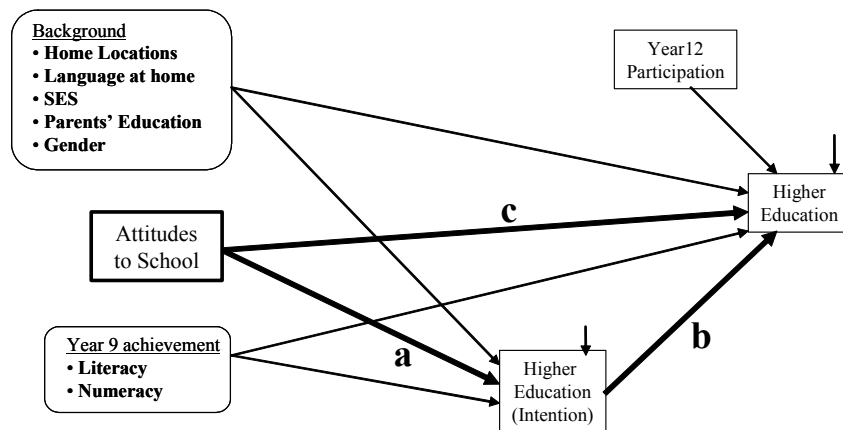 Background
• Home Locations
• Language at home
• SES
• Parents' Education
• Gender
Year12
Participation
Higher
Education
c
Attitudes
to School
b
a
Year 9 achievement
• Literacy
• Numeracy
Higher
Education
(Intention)